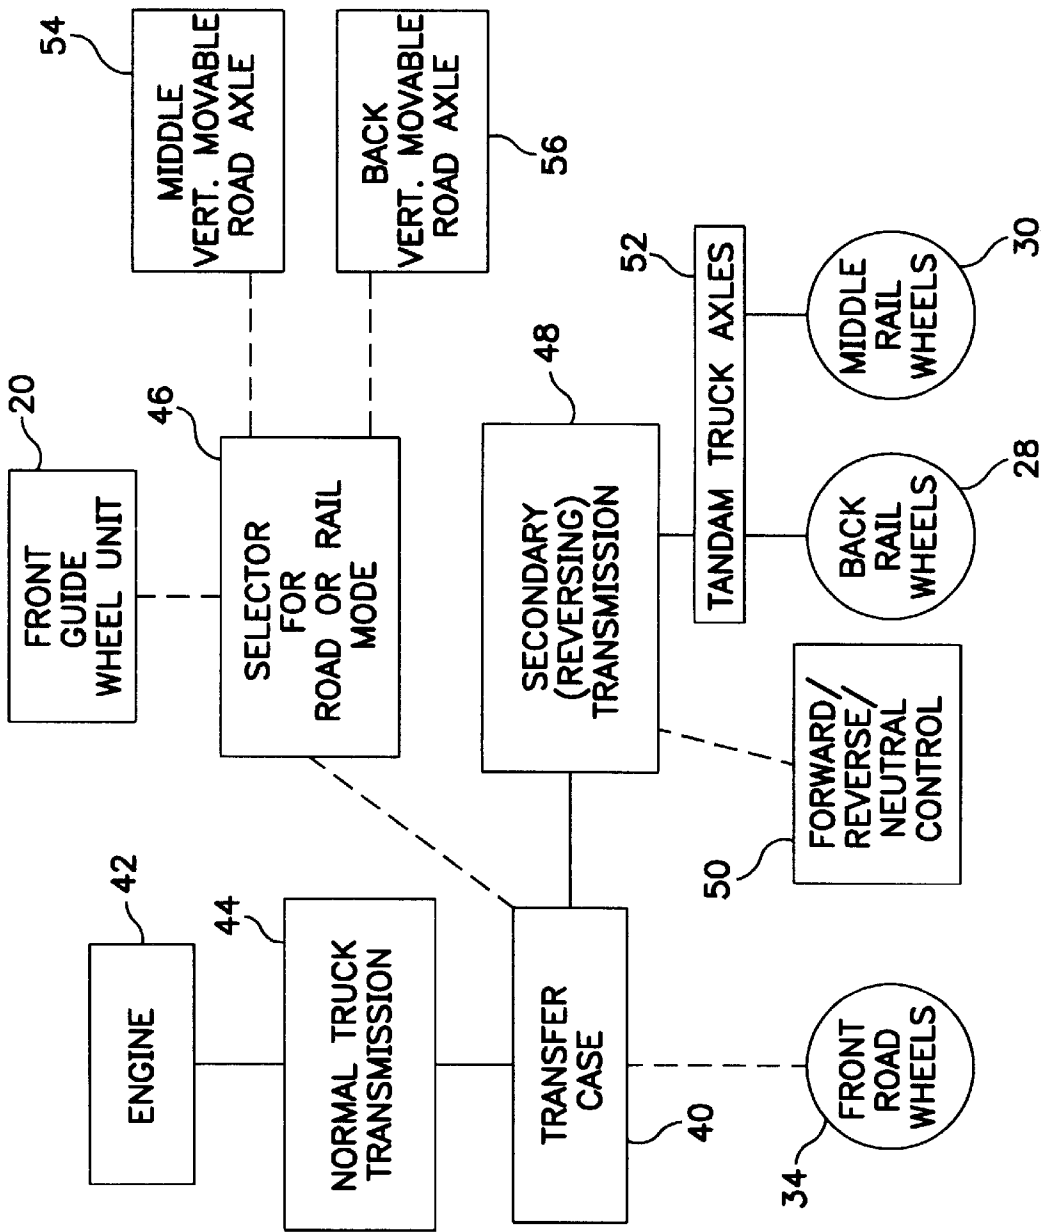 42
ENGINE
44
NORMAL TRUCK
TRANSMISSION
40
TRANSFER
CASE
34
FRONT
ROAD
WHEELS
20
FRONT
GUIDE
WHEEL UNIT
46
SELECTOR
FOR
ROAD OR RAIL
MODE
48
SECONDARY
(REVERSING)
TRANSMISSION
50
FORWARD/
REVERSE/
NEUTRAL
CONTROL
52
TANDAM TRUCK AXLES
28
BACK
RAIL
WHEELS
30
MIDDLE
RAIL
WHEELS
54
MIDDLE
VERT. MOVABLE
ROAD AXLE
56
BACK
VERT. MOVABLE
ROAD AXLE